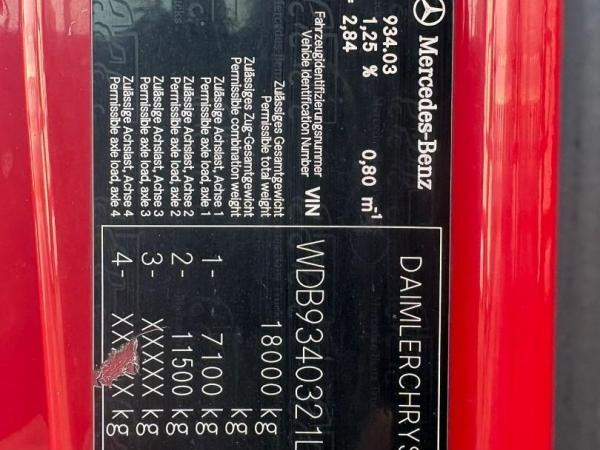 Mercedes-Benz
DAIMLERCHRYS
934.03
1,25 %
0,80 m⁻¹
= 2,84
Fahrzeugidentifizierungsnummer
Vehicle Identification Number
VIN
WDB9340321L
Zulässiges Gesamtgewicht
Permissible total weight
18000 kg
Zulässiges Zug-Gesamtgewicht
Permissible combination weight
kg
Zulässige Achslast, Achse 1
Permissible axle load, axle 1
1- 7100 kg
Zulässige Achslast, Achse 2
Permissible axle load, axle 2
2- 11500 kg
Zulässige Achslast, Achse 3
Permissible axle load, axle 3
3- XXXXX kg
Zulässige Achslast, Achse 4
Permissible axle load, axle 4
4- XX X kg